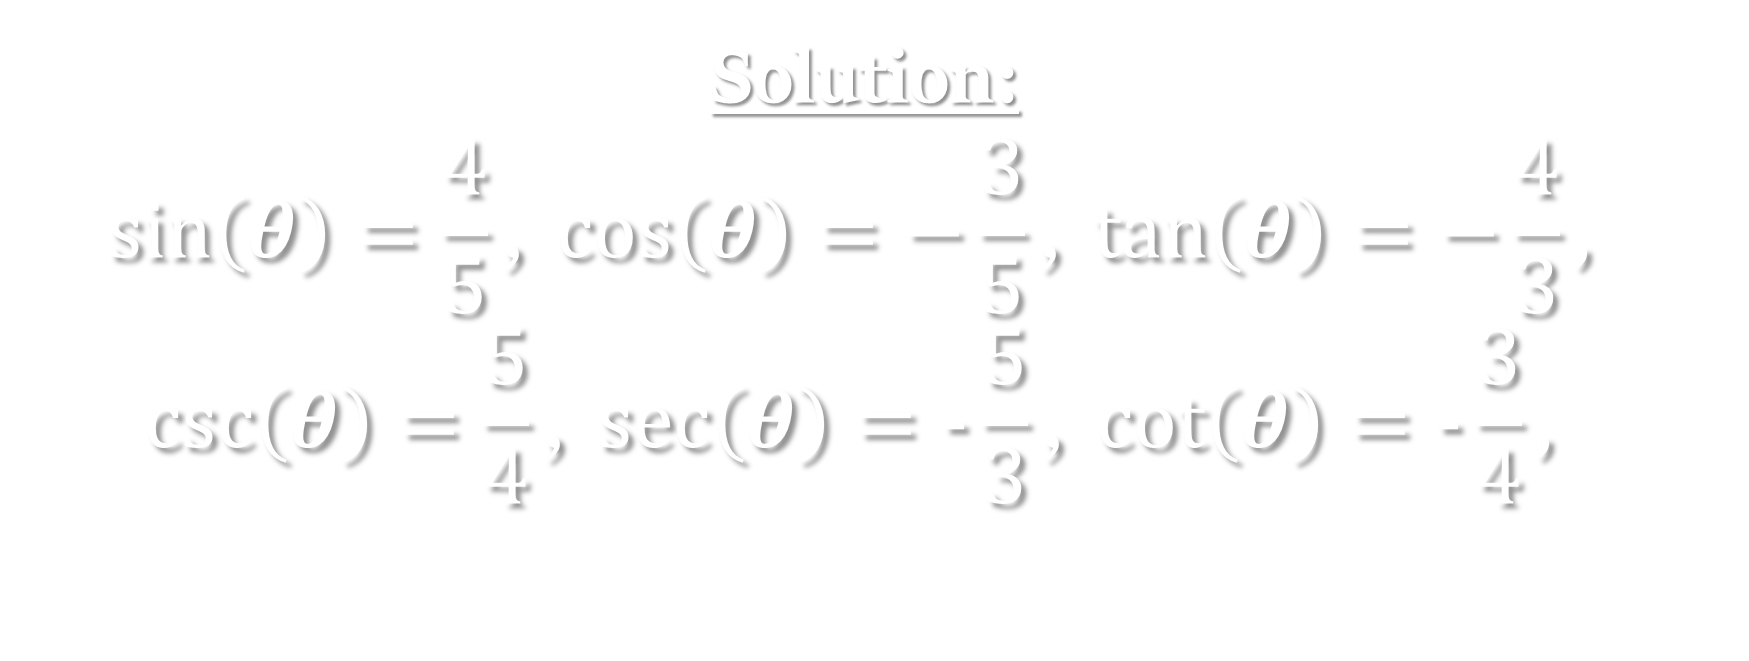 Solution:
sin(θ) = 4/5, cos(θ) = −3/5, tan(θ) = −4/3,
csc(θ) = 5/4, sec(θ) = -5/3, cot(θ) = -3/4,